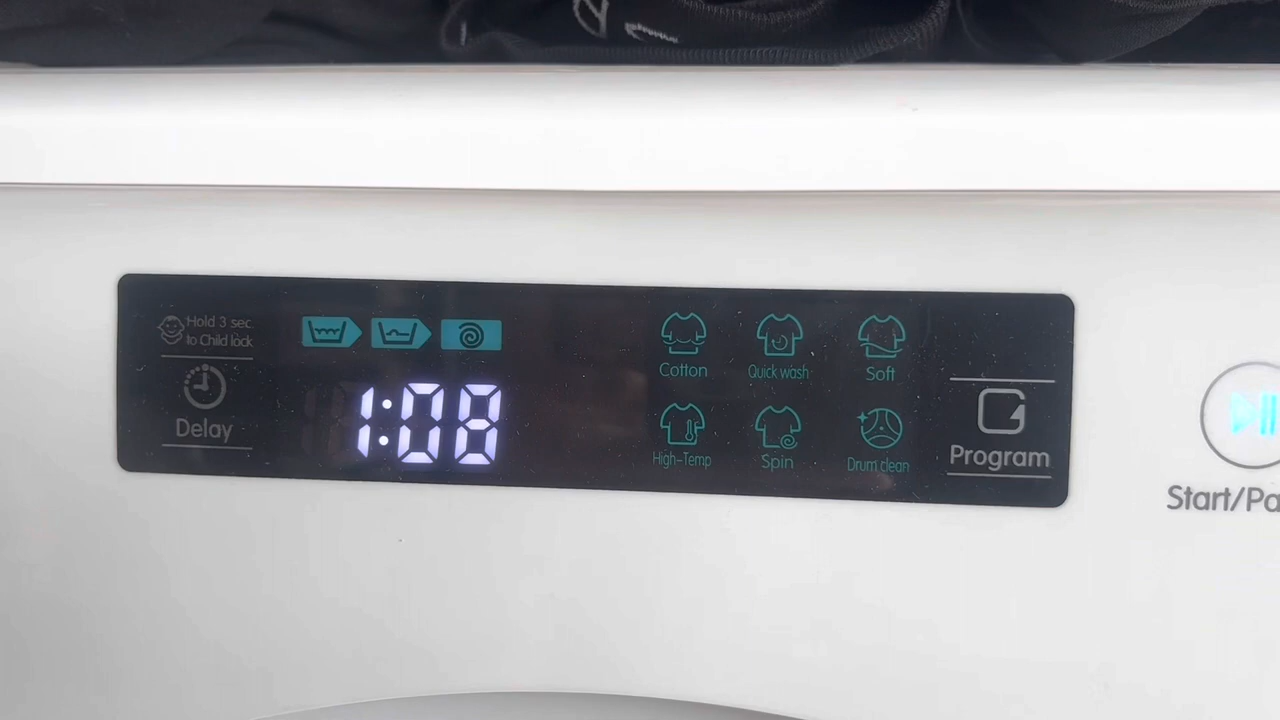 Hold 3 sec.
to Child lock
Delay
1:08
Cotton
Quick wash
Soft
High-Temp
Spin
Drum clean
Program
Start/Pa